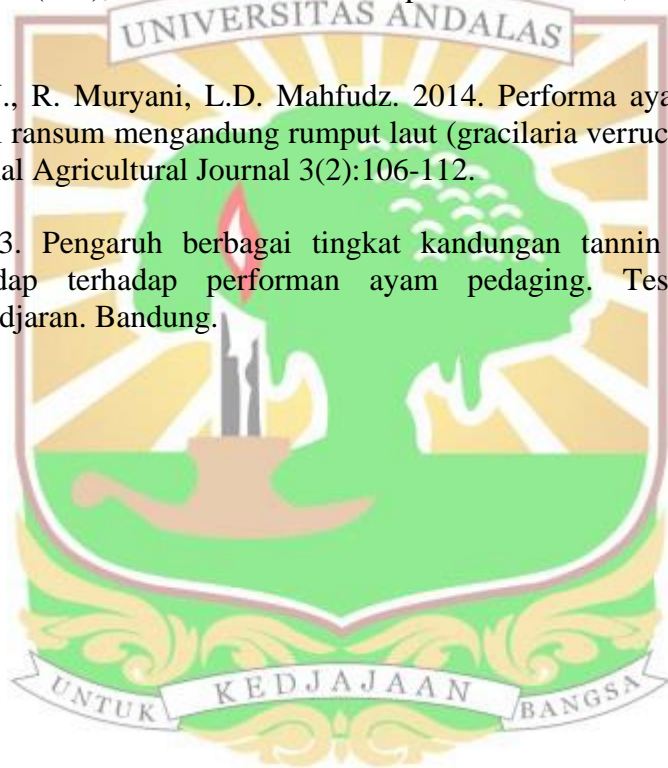 UNIVERSITAS ANDALAS
., R. Muryani, L.D. Mahfudz. 2014. Performa aya
ransum mengandung rumput laut (gracilaria verruc
al Agricultural Journal 3(2):106-112.
3. Pengaruh berbagai tingkat kandungan tannin
dap terhadap performan ayam pedaging. Tes
djaran. Bandung.
UNTUK KEDJAJAAN BANGSA